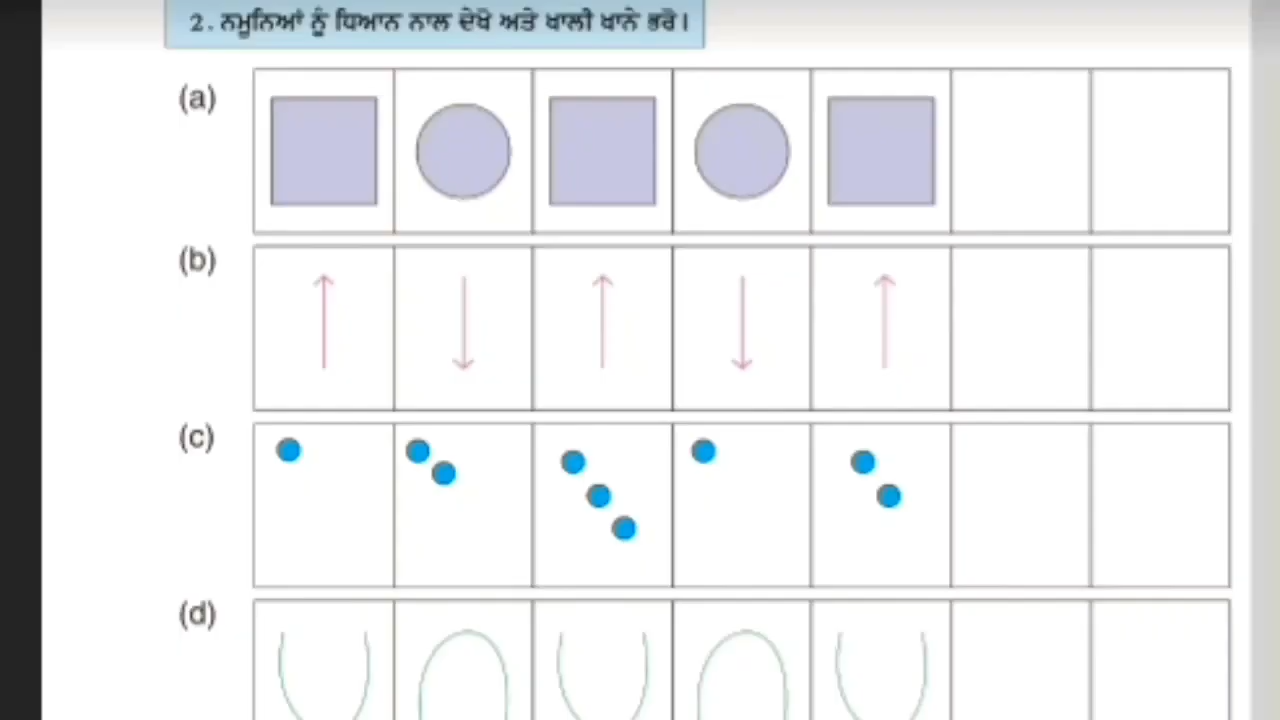 2. ਨਮੂਨਿਆਂ ਨੂੰ ਧਿਆਨ ਨਾਲ ਦੇਖੋ ਅਤੇ ਖਾਲੀ ਖਾਨੇ ਭਰੋ।
(a)
(b)
(c)
(d)